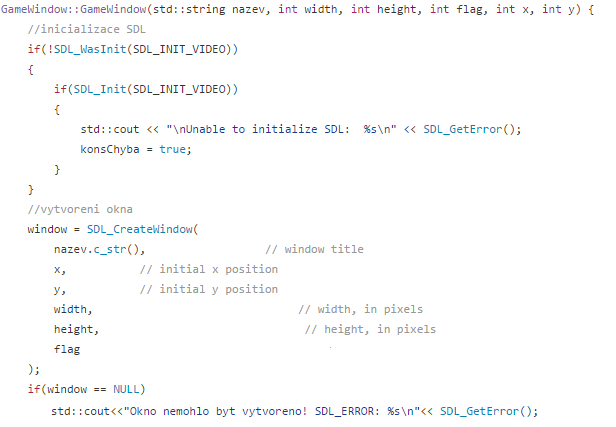 GameWindow::GameWindow(std::string nazev, int width, int height, int flag, int x, int y) {
    //inicializace SDL
    if(!SDL_WasInit(SDL_INIT_VIDEO))
    {
        if(SDL_Init(SDL_INIT_VIDEO))
        {
            std::cout << "\nUnable to initialize SDL:  %s\n" << SDL_GetError();
            konsChyba = true;
        }
    }
    //vytvoreni okna
    window = SDL_CreateWindow(
        nazev.c_str(),                  // window title
        x,           // initial x position
        y,           // initial y position
        width,                               // width, in pixels
        height,                               // height, in pixels
        flag
    );
    if(window == NULL)
        std::cout<<"Okno nemohlo byt vytvoreno! SDL_ERROR: %s\n"<< SDL_GetError();